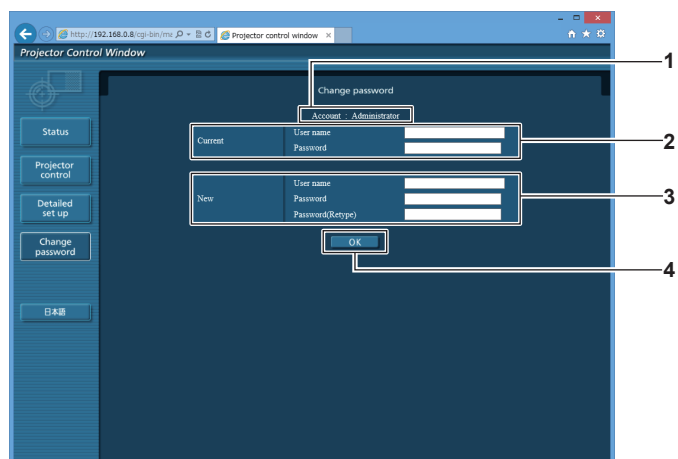 http://192.168.0.8/cgi-bin/me
Projector control window
Projector Control Window
1
Change password
Account : Administrator
Status
Current
User name
Password
2
Projector
control
New
User name
Password
Password(Retype)
3
Detailed
set up
Change
password
OK
4
日本語